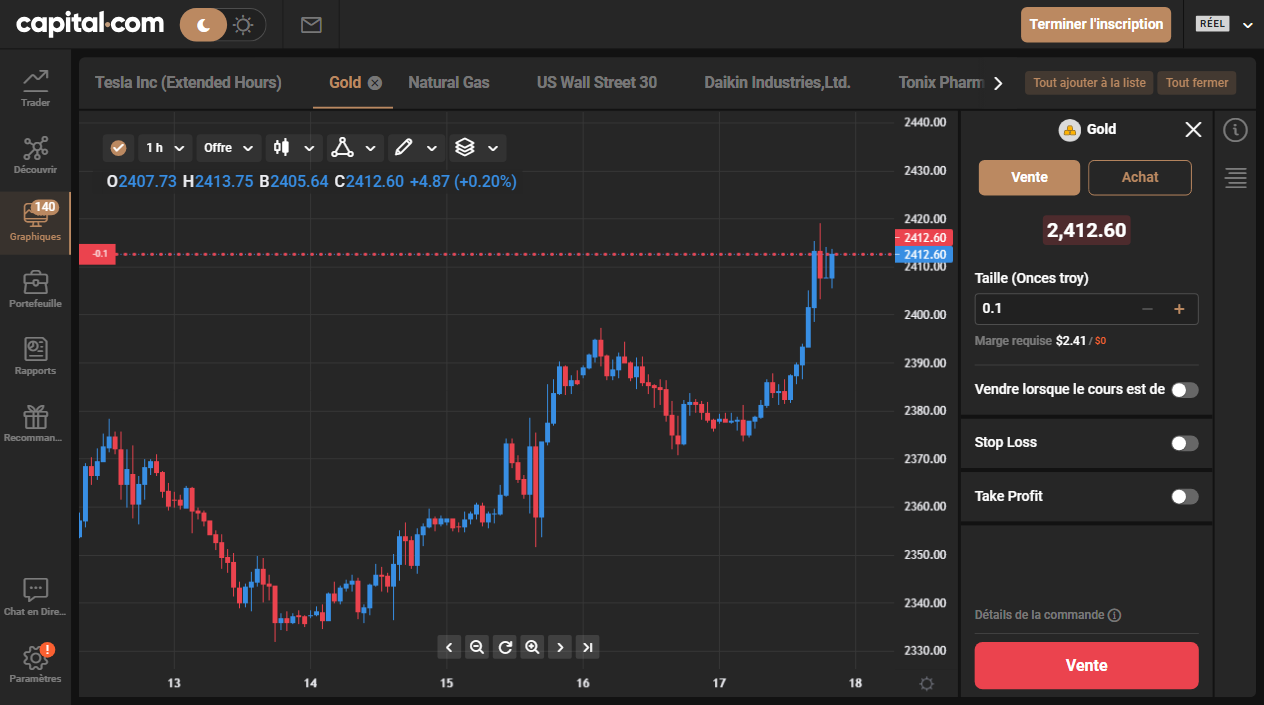 capital.com
Terminer l'inscription
RÉEL
Trader
Découvrir
140
Graphiques
Portefeuille
Rapports
Recomman...
Chat en Dire...
!
Paramètres
Tesla Inc (Extended Hours)
Gold
Natural Gas
US Wall Street 30
Daikin Industries,Ltd.
Tonix Pharm
Tout ajouter à la liste
Tout fermer
1 h
Offre
O2407.73 H2413.75 B2405.64 C2412.60 +4.87 (+0.20%)
-0.1
2440.00
2430.00
2420.00
2412.60
2412.60
2410.00
2400.00
2390.00
2380.00
2370.00
2360.00
2350.00
2340.00
2330.00
13
14
15
16
17
18
Gold
Vente
Achat
2,412.60
Taille (Onces troy)
0.1
Marge requise $2.41 / $0
Vendre lorsque le cours est de
Stop Loss
Take Profit
Détails de la commande
Vente